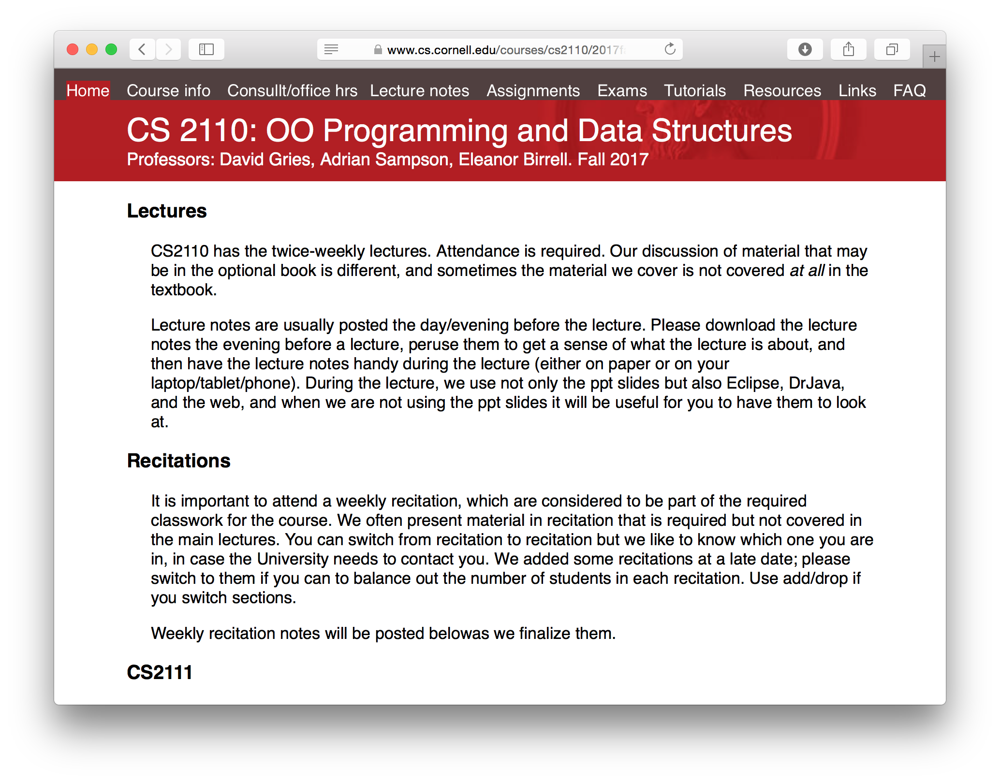 www.cs.cornell.edu/courses/cs2110/2017f
Home Course info Consullt/office hrs Lecture notes Assignments Exams Tutorials Resources Links FAQ
CS 2110: OO Programming and Data Structures
Professors: David Gries, Adrian Sampson, Eleanor Birrell. Fall 2017
Lectures
CS2110 has the twice-weekly lectures. Attendance is required. Our discussion of material that may
be in the optional book is different, and sometimes the material we cover is not covered at all in the
textbook.
Lecture notes are usually posted the day/evening before the lecture. Please download the lecture
notes the evening before a lecture, peruse them to get a sense of what the lecture is about, and
then have the lecture notes handy during the lecture (either on paper or on your
laptop/tablet/phone). During the lecture, we use not only the ppt slides but also Eclipse, DrJava,
and the web, and when we are not using the ppt slides it will be useful for you to have them to look
at.
Recitations
It is important to attend a weekly recitation, which are considered to be part of the required
classwork for the course. We often present material in recitation that is required but not covered in
the main lectures. You can switch from recitation to recitation but we like to know which one you are
in, in case the University needs to contact you. We added some recitations at a late date; please
switch to them if you can to balance out the number of students in each recitation. Use add/drop if
you switch sections.
Weekly recitation notes will be posted belowas we finalize them.
CS2111